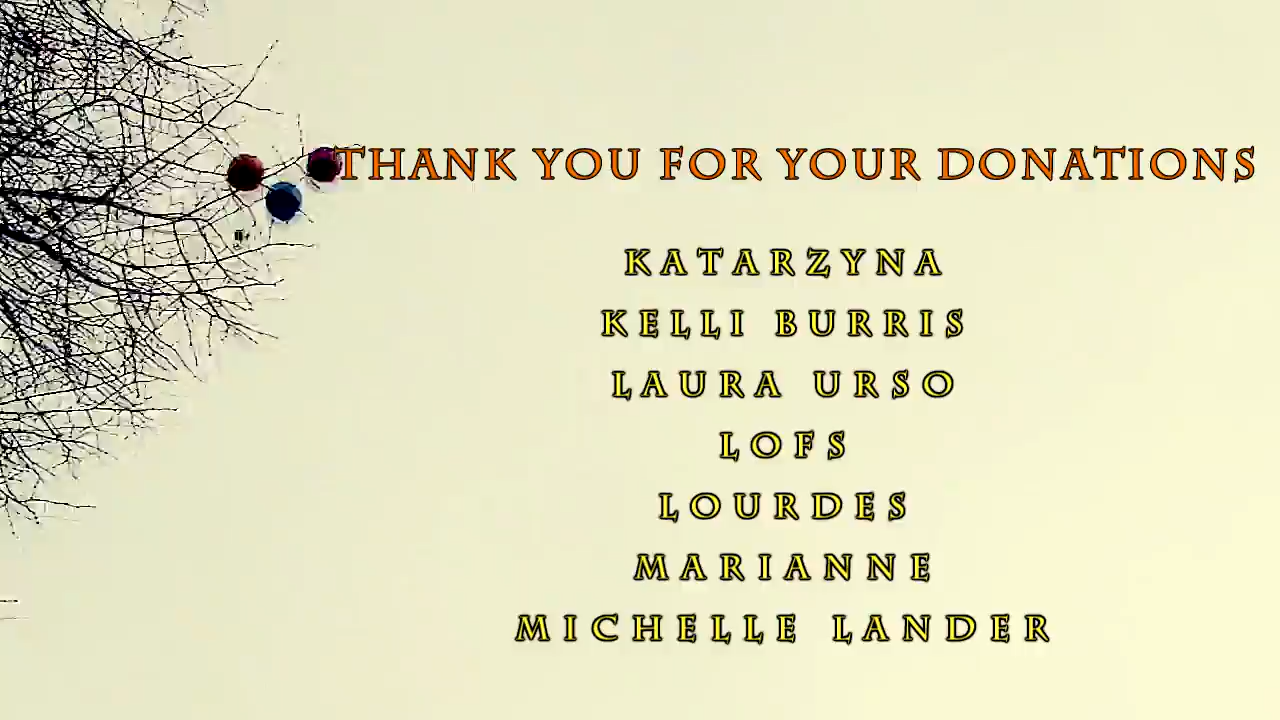 THANK YOU FOR YOUR DONATIONS
KATARZYNA
KELLI BURRIS
LAURA URSO
LOFS
LOURDES
MARIANNE
MICHELLE LANDER